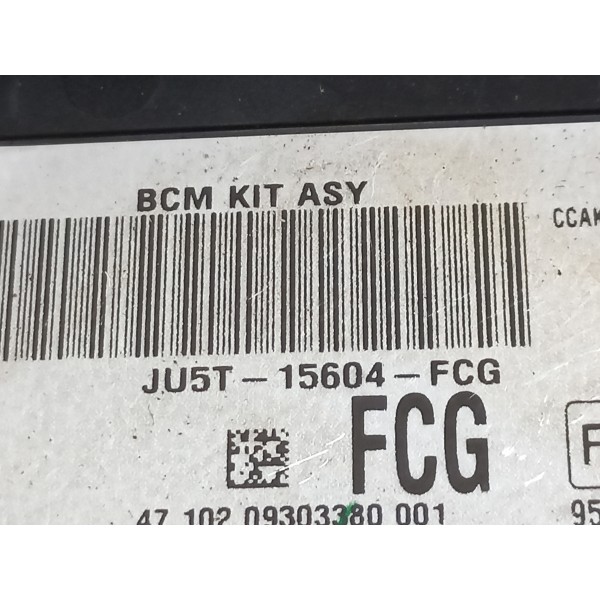 BCM KIT ASY
CCAK
JU5T-15604-FCG
FCG
F
47 102 09303380 001
95